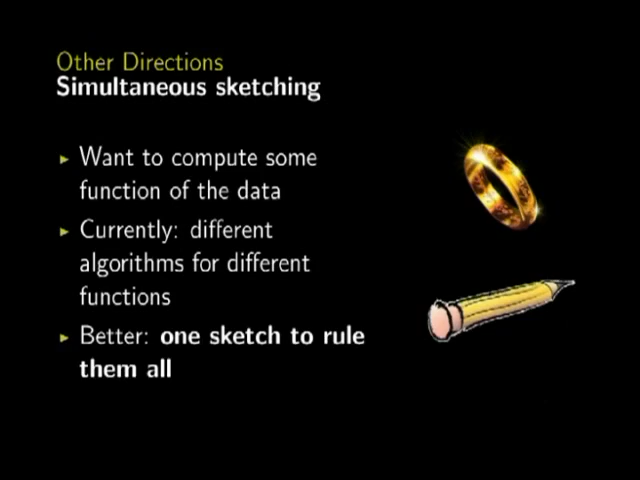 Other Directions
Simultaneous sketching
▸ Want to compute some
function of the data
▸ Currently: different
algorithms for different
functions
▸ Better: one sketch to rule
them all